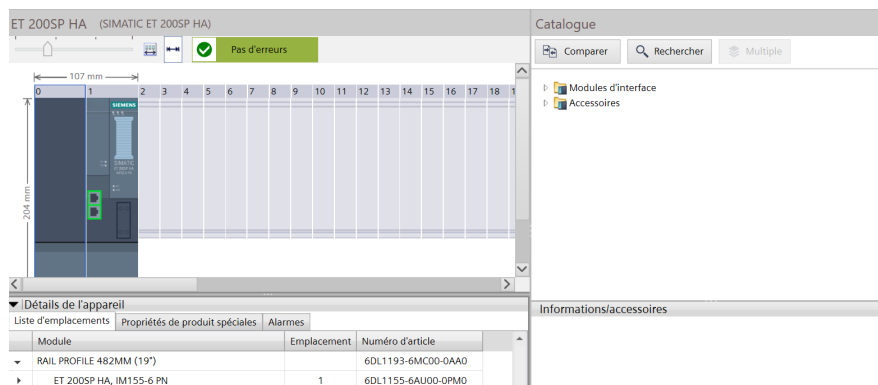 ET 200SP HA (SIMATIC ET 200SP HA)
Pas d'erreurs
107 mm
0 1 2 3 4 5 6 7 8 9 10 11 12 13 14 15 16 17 18 1
SIEMENS
SIMATIC
204 mm
Détails de l'appareil
Liste d'emplacements Propriétés de produit spéciales Alarmes
Module Emplacement Numéro d'article
RAIL PROFILE 482MM (19") 6DL1193-6MC00-0AA0
ET 200SP HA, IM155-6 PN 1 6DL1155-6AU00-0PM0
Catalogue
Comparer Rechercher Multiple
Modules d'interface
Accessoires
Informations/accessoires